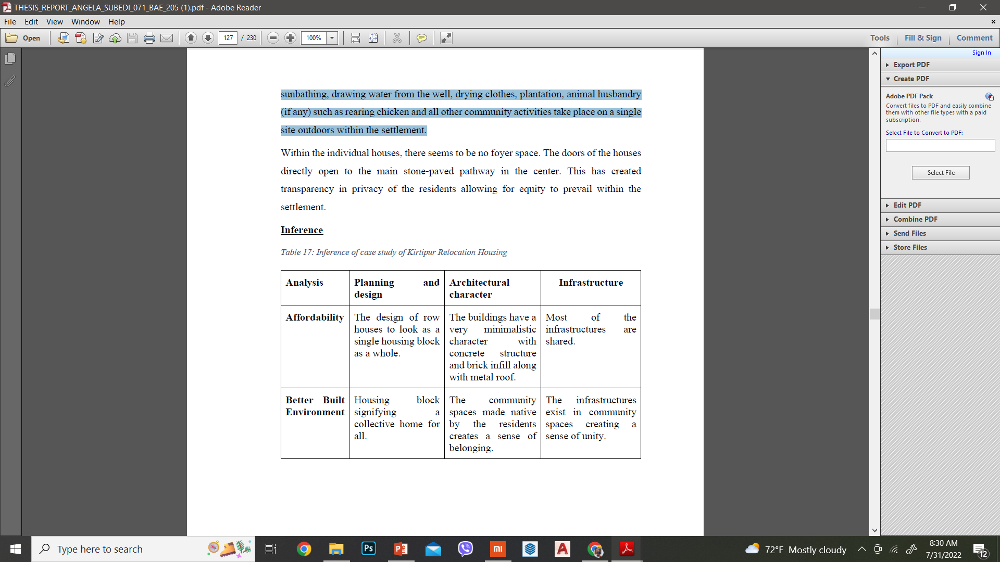 THESIS_REPORT_ANGELA_SUBEDI_071_BAE_205 (1).pdf - Adobe Reader
File Edit View Window Help
Open 127 / 230 100% Tools Fill & Sign Comment
Sign In
Export PDF
Create PDF
Adobe PDF Pack
Convert files to PDF and easily combine
them with other file types with a paid
subscription.
Select File to Convert to PDF:
Select File
Edit PDF
Combine PDF
Send Files
Store Files
sunbathing, drawing water from the well, drying clothes, plantation, animal husbandry
(if any) such as rearing chicken and all other community activities take place on a single
site outdoors within the settlement.
Within the individual houses, there seems to be no foyer space. The doors of the houses
directly open to the main stone-paved pathway in the center. This has created
transparency in privacy of the residents allowing for equity to prevail within the
settlement.
Inference
Table 17: Inference of case study of Kirtipur Relocation Housing
Analysis
Planning and
design
Architectural
character
Infrastructure
Affordability
The design of row
houses to look as a
single housing block
as a whole.
The buildings have a
very minimalistic
character with
concrete structure
and brick infill along
with metal roof.
Most of the
infrastructures are
shared.
Better Built
Environment
Housing block
signifying a
collective home for
all.
The community
spaces made native
by the residents
creates a sense of
belonging.
The infrastructures
exist in community
spaces creating a
sense of unity.
Type here to search
Ps
P
mi
A
72°F Mostly cloudy
8:30 AM
7/31/2022
12